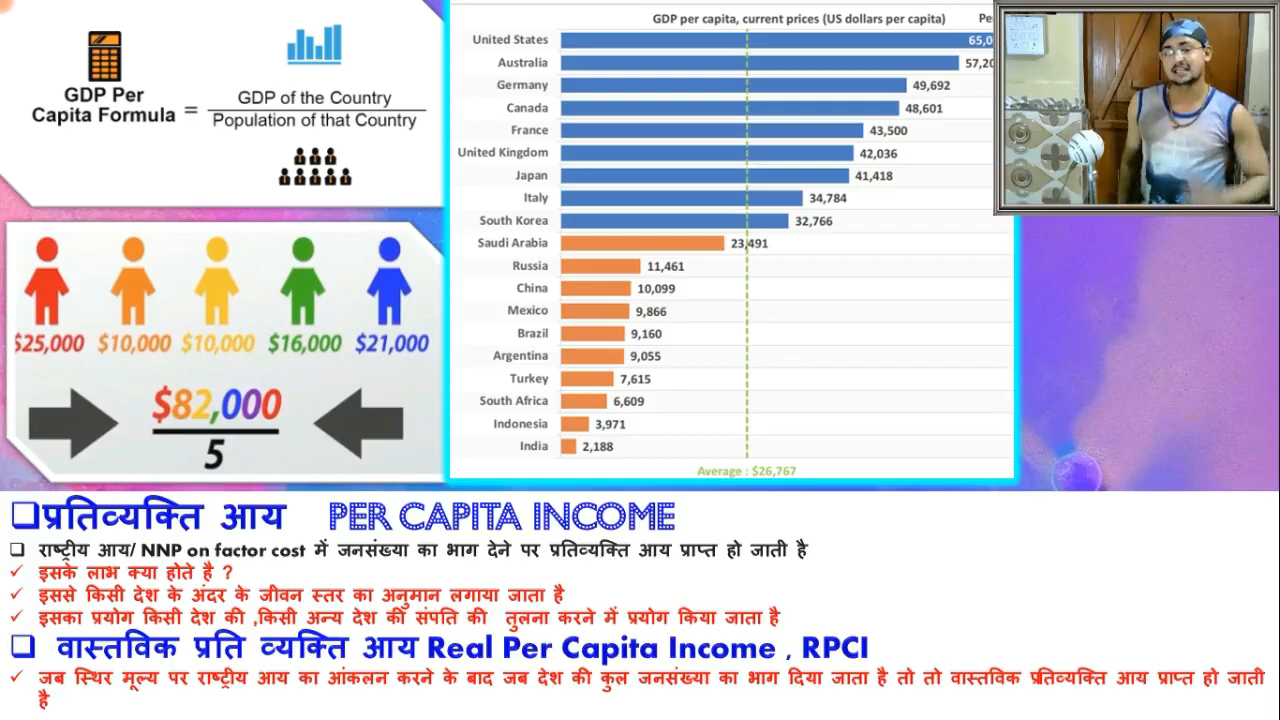 GDP Per
Capita Formula
=
GDP of the Country
Population of that Country
$25,000 $10,000 $10,000 $16,000 $21,000
$82,000
5
GDP per capita, current prices (US dollars per capita)
United States
Australia
Germany 49,692
Canada 48,601
France 43,500
United Kingdom 42,036
Japan 41,418
Italy 34,784
South Korea 32,766
Saudi Arabia 23,491
Russia 11,461
China 10,099
Mexico 9,866
Brazil 9,160
Argentina 9,055
Turkey 7,615
South Africa 6,609
Indonesia 3,971
India 2,188
Average : $26,767
प्रतिव्यक्ति आय PER CAPITA INCOME
राष्ट्रीय आय/ NNP on factor cost में जनसंख्या का भाग देने पर प्रतिव्यक्ति आय प्राप्त हो जाती है
इसके लाभ क्या होते है ?
इससे किसी देश के अंदर के जीवन स्तर का अनुमान लगाया जाता है
इसका प्रयोग किसी देश की ,किसी अन्य देश की संपति की तुलना करने में प्रयोग किया जाता है
वास्तविक प्रति व्यक्ति आय Real Per Capita Income , RPCI
जब स्थिर मूल्य पर राष्ट्रीय आय का आंकलन करने के बाद जब देश की कुल जनसंख्या का भाग दिया जाता है तो तो वास्तविक प्रतिव्यक्ति आय प्राप्त हो जाती
है